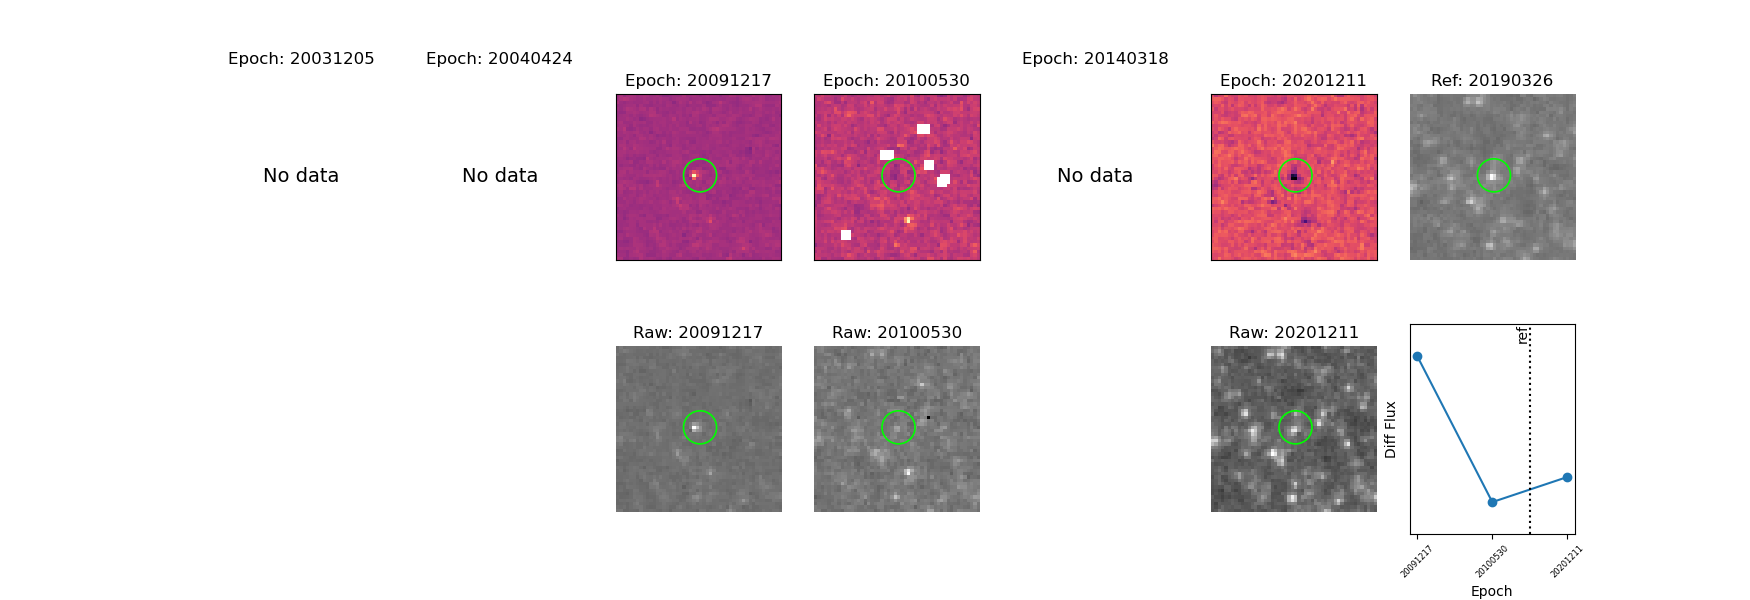 Epoch: 20031205
Epoch: 20040424
Epoch: 20140318
Epoch: 20091217
Epoch: 20100530
Epoch: 20201211
Ref: 20190326
No data
No data
No data
Raw: 20091217
Raw: 20100530
Raw: 20201211
ref
Diff Flux
20091217
20100530
20201211
Epoch